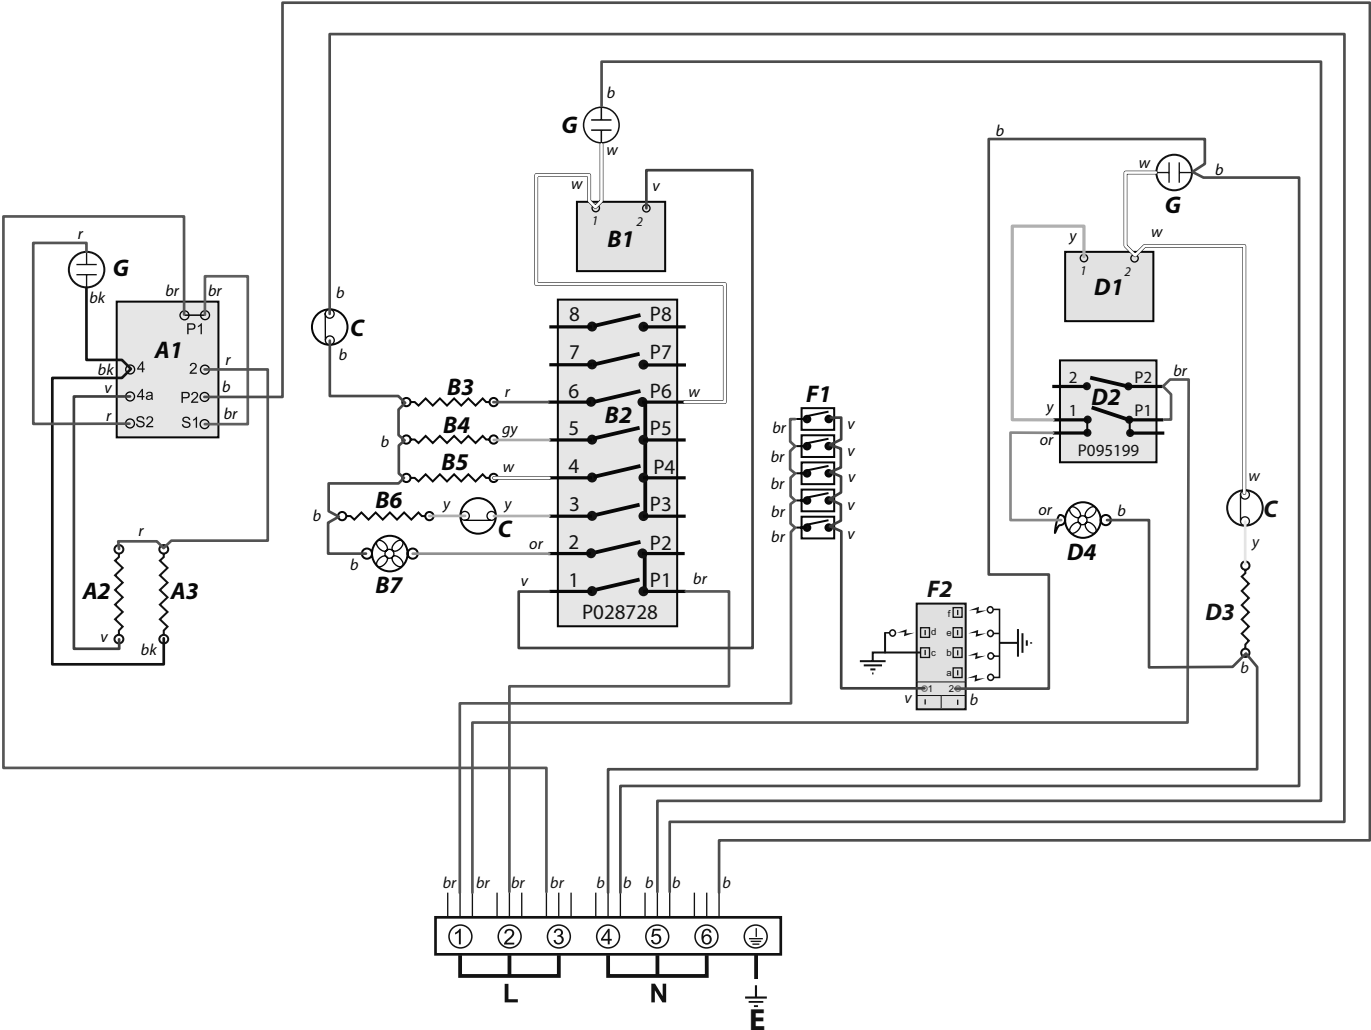 b
w
G
w
v
1 2
B1
b
G
w
b
w
y
1 2
D1
r
G
bk
br
br
P1
A1
bk
4
2
r
v
4a
P2
b
r
S2
S1
br
b
C
b
8 P8
7 P7
B3
r
6 P6
w
B2
B4
b
gy
5 P5
B5
w
4 P4
B6
b
y
y
C
3 P3
or
2 P2
b
B7
v
1 P1
br
P028728
F1
br v
br v
br v
br v
br v
2 P2
br
D2
y
1 P1
or
P095199
w
C
or
b
D4
y
D3
b
r
A2
A3
v
bk
F2
f
d e
c b
a
1 2
v
b
br br br br b b b b b
1 2 3 4 5 6
L N
E